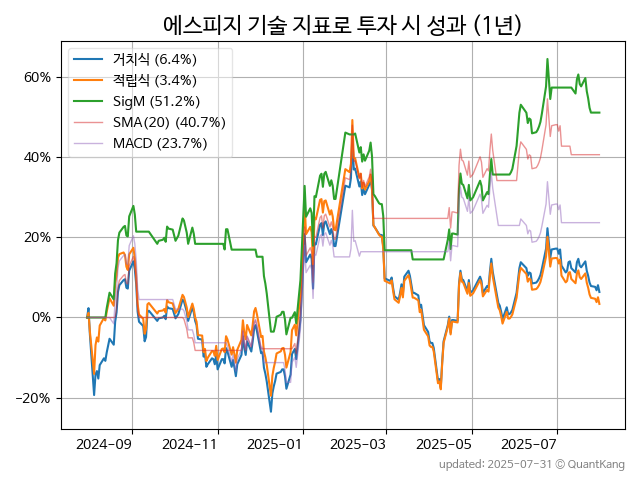 에스피지 기술 지표로 투자 시 성과 (1년)
거치식 (6.4%)
적립식 (3.4%)
SigM (51.2%)
SMA(20) (40.7%)
MACD (23.7%)
60%
40%
20%
0%
−20%
2024-09 2024-11 2025-01 2025-03 2025-05 2025-07
updated: 2025-07-31 © QuantKang